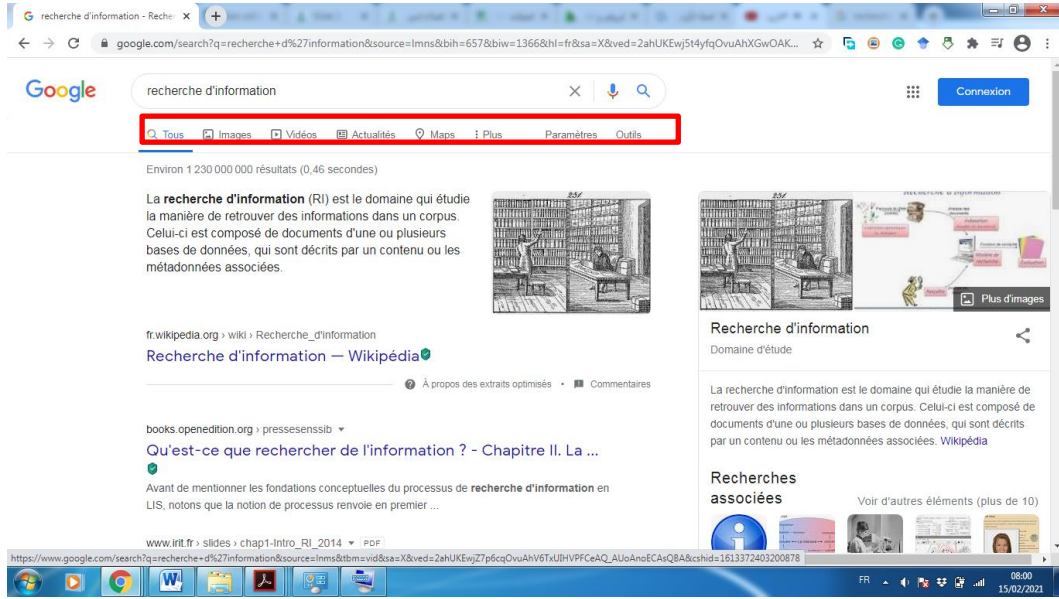 recherche d'information - Recher
google.com/search?q=recherche+d%27information&source=lmns&bih=657&biw=1366&hl=fr&sa=X&ved=2ahUKEwj5t4yfqOvuAhXGwOAK...
Google
recherche d'information
Connexion
Tous Images Vidéos Actualités Maps Plus Paramètres Outils
Environ 1 230 000 000 résultats (0,46 secondes)
La recherche d'information (RI) est le domaine qui étudie
la manière de retrouver des informations dans un corpus.
Celui-ci est composé de documents d'une ou plusieurs
bases de données, qui sont décrits par un contenu ou les
métadonnées associées.
fr.wikipedia.org › wiki › Recherche_d'information
Recherche d'information — Wikipédia
À propos des extraits optimisés • Commentaires
books.openedition.org › pressesenssib
Qu'est-ce que rechercher de l'information ? - Chapitre II. La ...
Avant de mentionner les fondations conceptuelles du processus de recherche d'information en
LIS, notons que la notion de processus renvoie en premier ...
www.irit.fr › slides › chap1-Intro_RI_2014 PDF
Plus d'images
Recherche d'information
Domaine d'étude
La recherche d'information est le domaine qui étudie la manière de
retrouver des informations dans un corpus. Celui-ci est composé de
documents d'une ou plusieurs bases de données, qui sont décrits
par un contenu ou les métadonnées associées. Wikipédia
Recherches
associées
Voir d'autres éléments (plus de 10)
https://www.google.com/search?q=recherche+d%27information&source=lnms&tbm=vid&sa=X&ved=2ahUKEwjZ7p6cqOvuAhV6TxUIHVPFCeAQ_AUoAnoECAsQBA&cshid=1613372403200878
FR
08:00
15/02/2021